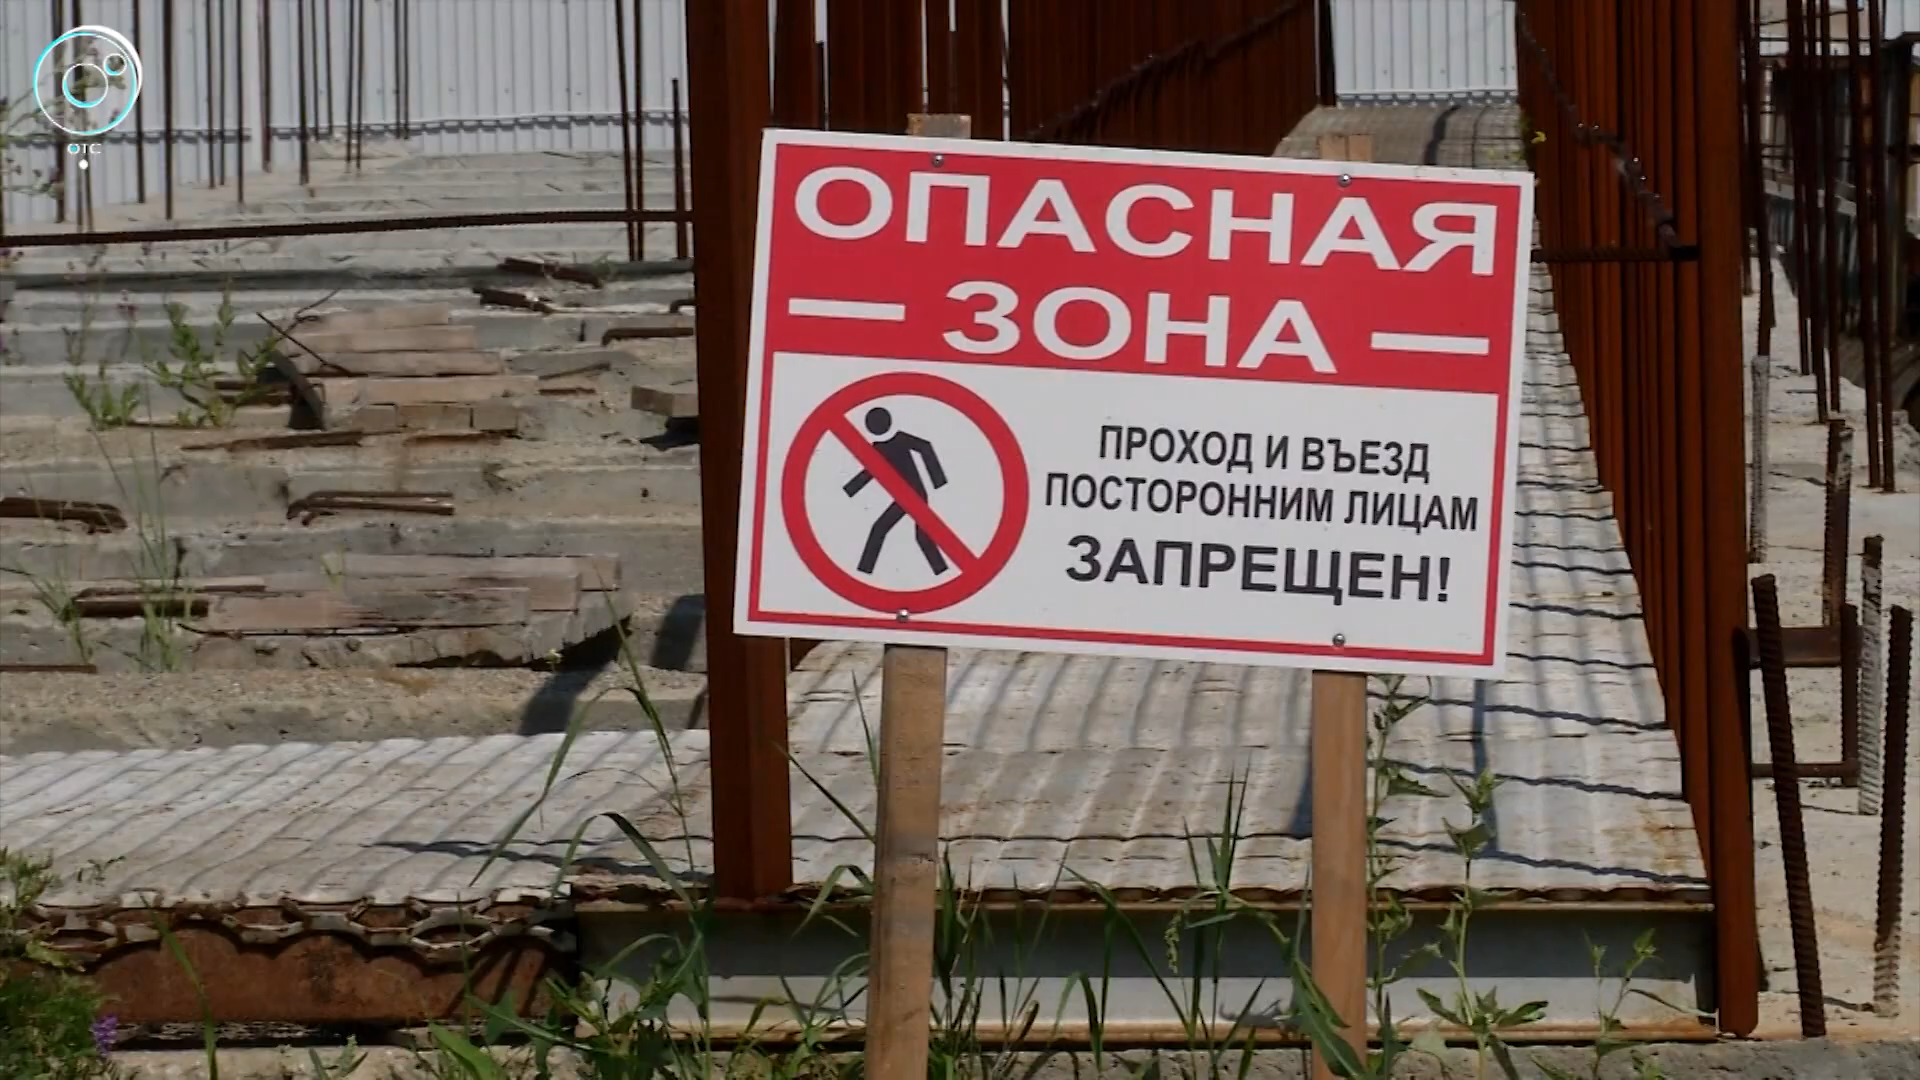 ОТС
ОПАСНАЯ
— ЗОНА —
ПРОХОД И ВЪЕЗД
ПОСТОРОННИМ ЛИЦАМ
ЗАПРЕЩЕН!